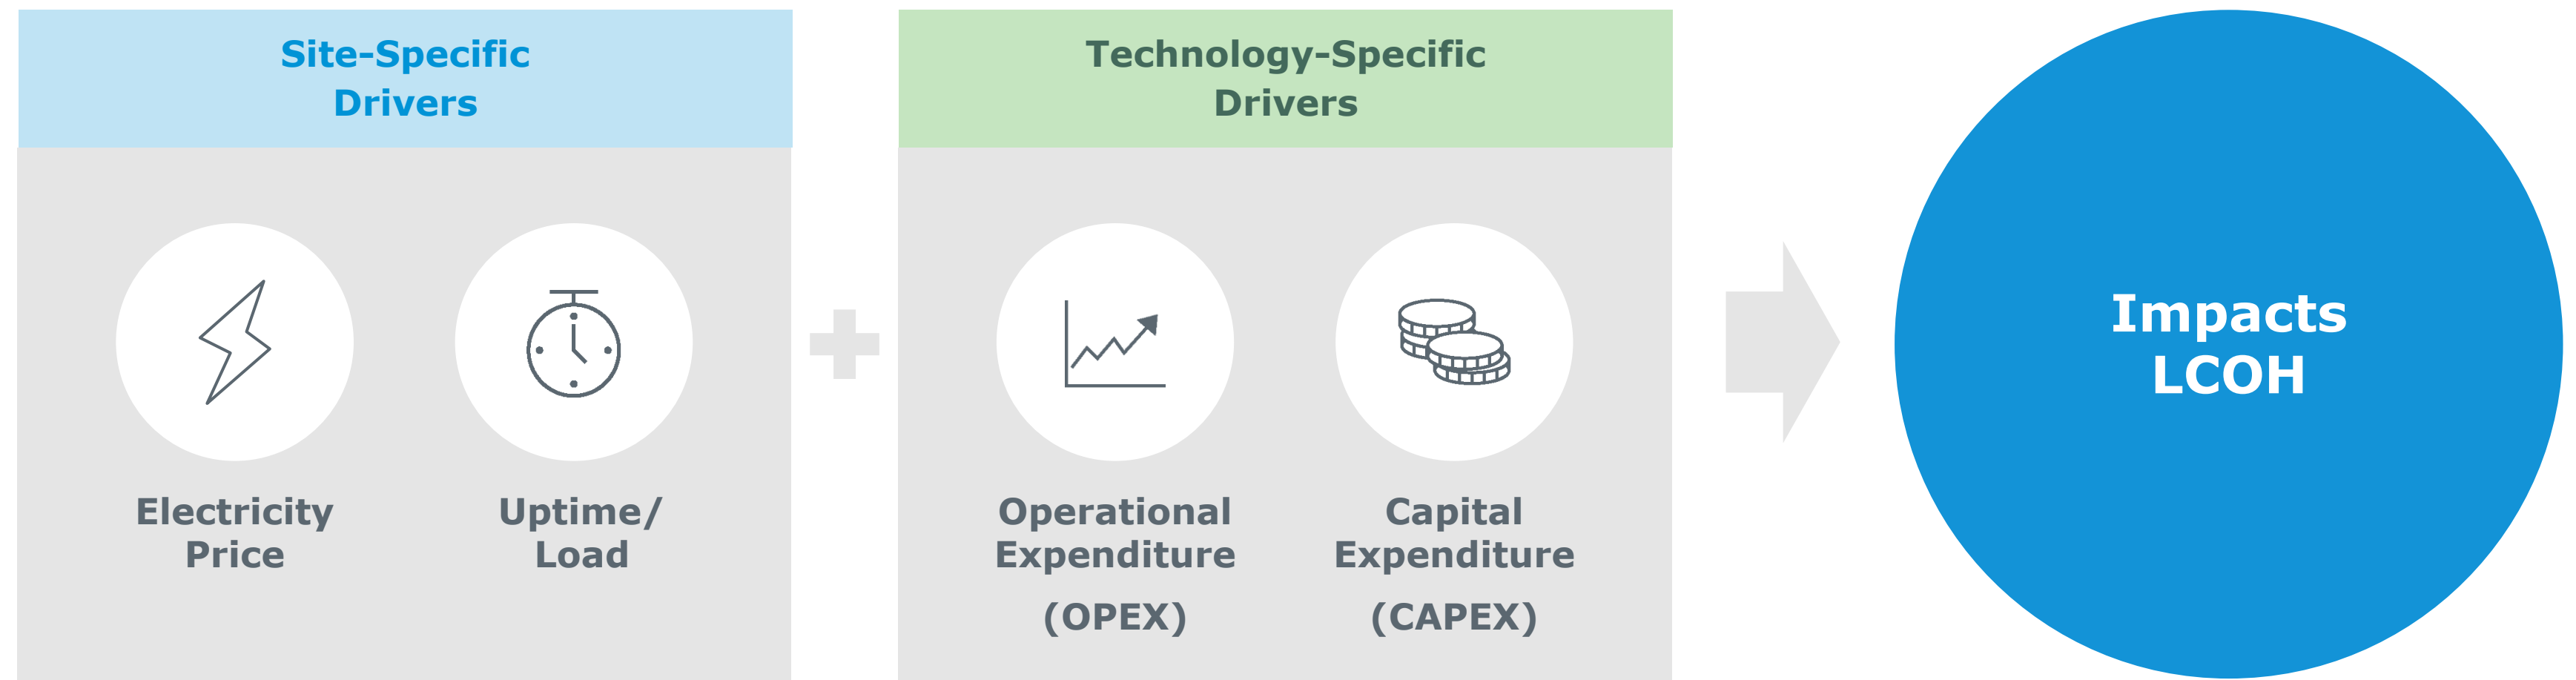 Site-Specific
Drivers
Electricity
Price
Uptime/
Load
Technology-Specific
Drivers
Operational
Expenditure
(OPEX)
Capital
Expenditure
(CAPEX)
Impacts
LCOH